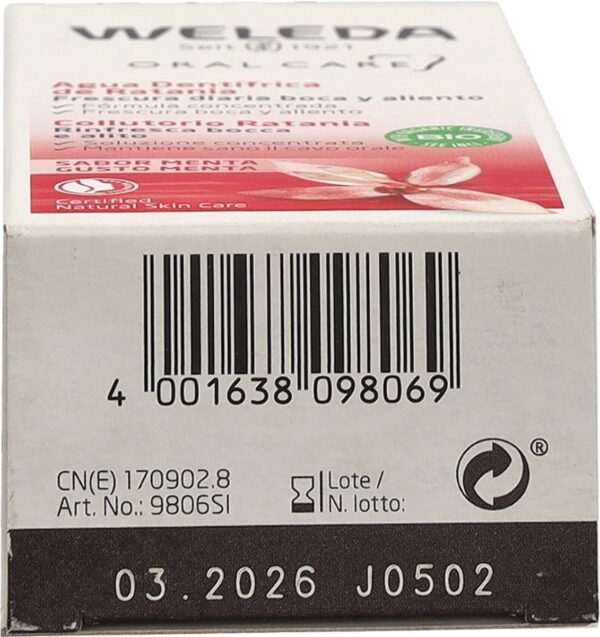 WELEDA
Seit 1921
ORAL CARE
Agua Dentífrica
de Ratania
Frescura diaria boca y aliento
Fórmula concentrada
Frescura boca y aliento
Collutorio Ratania
Rinfresca bocca
e alito
Soluzione concentrata
SABOR MENTA
GUSTO MENTA
BIO
Certified
Natural Skin Care
4 001638 098069
CN(E) 170902.8
Art. No.: 9806SI
Lote /
N. lotto:
®
03.2026 J0502